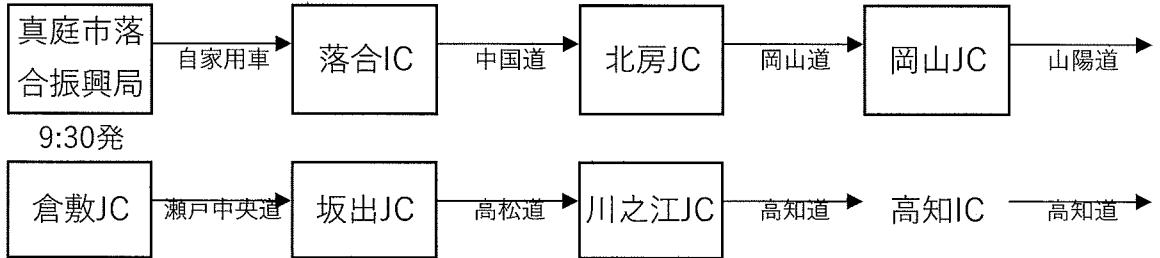 真庭市落
合振興局
自家用車
落合IC
中国道
北房JC
岡山道
岡山JC
山陽道
9:30発
倉敷JC
瀬戸中央道
坂出JC
高松道
川之江JC
高知道
高知IC
高知道